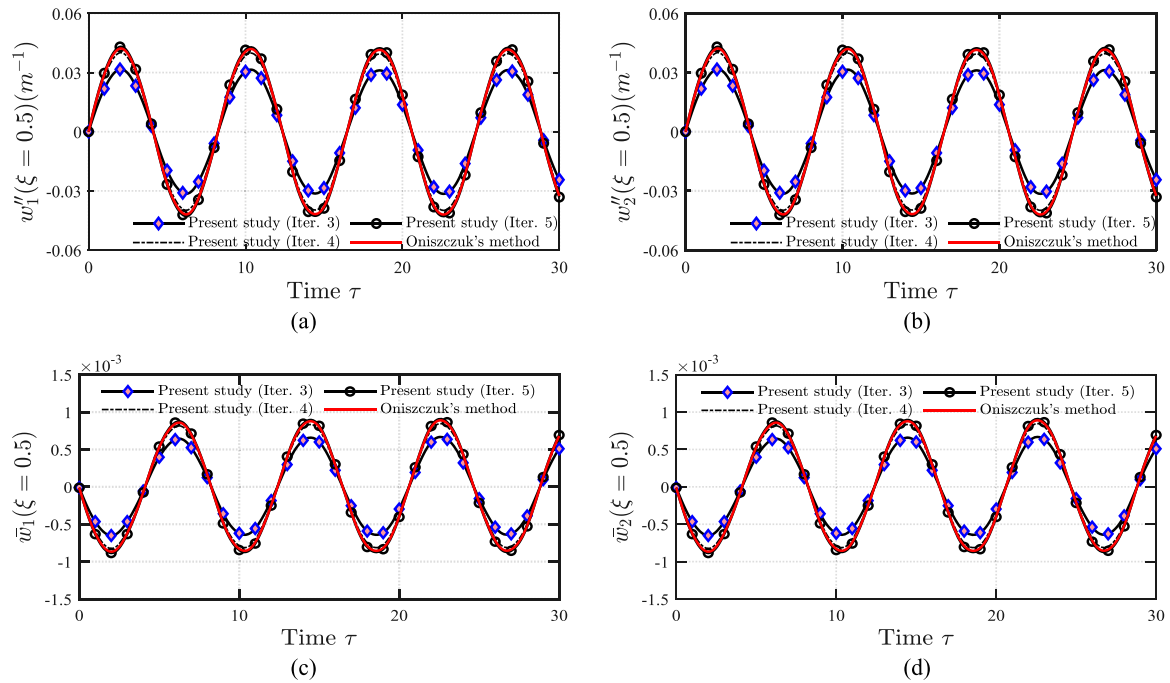 0.06
0.03
0
-0.03
-0.06
w₁″(ξ = 0.5)(m⁻¹)
Present study (Iter. 3)
Present study (Iter. 5)
Present study (Iter. 4)
Oniszczuk's method
0 10 20 30
Time τ
(a)
0.06
0.03
0
-0.03
-0.06
w₂″(ξ = 0.5)(m⁻¹)
Present study (Iter. 3)
Present study (Iter. 5)
Present study (Iter. 4)
Oniszczuk's method
0 10 20 30
Time τ
(b)
×10⁻³
1.5
1
0.5
0
-0.5
-1
-1.5
w̄₁(ξ = 0.5)
Present study (Iter. 3)
Present study (Iter. 5)
Present study (Iter. 4)
Oniszczuk's method
0 10 20 30
Time τ
(c)
×10⁻³
1.5
1
0.5
0
-0.5
-1
-1.5
w̄₂(ξ = 0.5)
Present study (Iter. 3)
Present study (Iter. 5)
Present study (Iter. 4)
Oniszczuk's method
0 10 20 30
Time τ
(d)